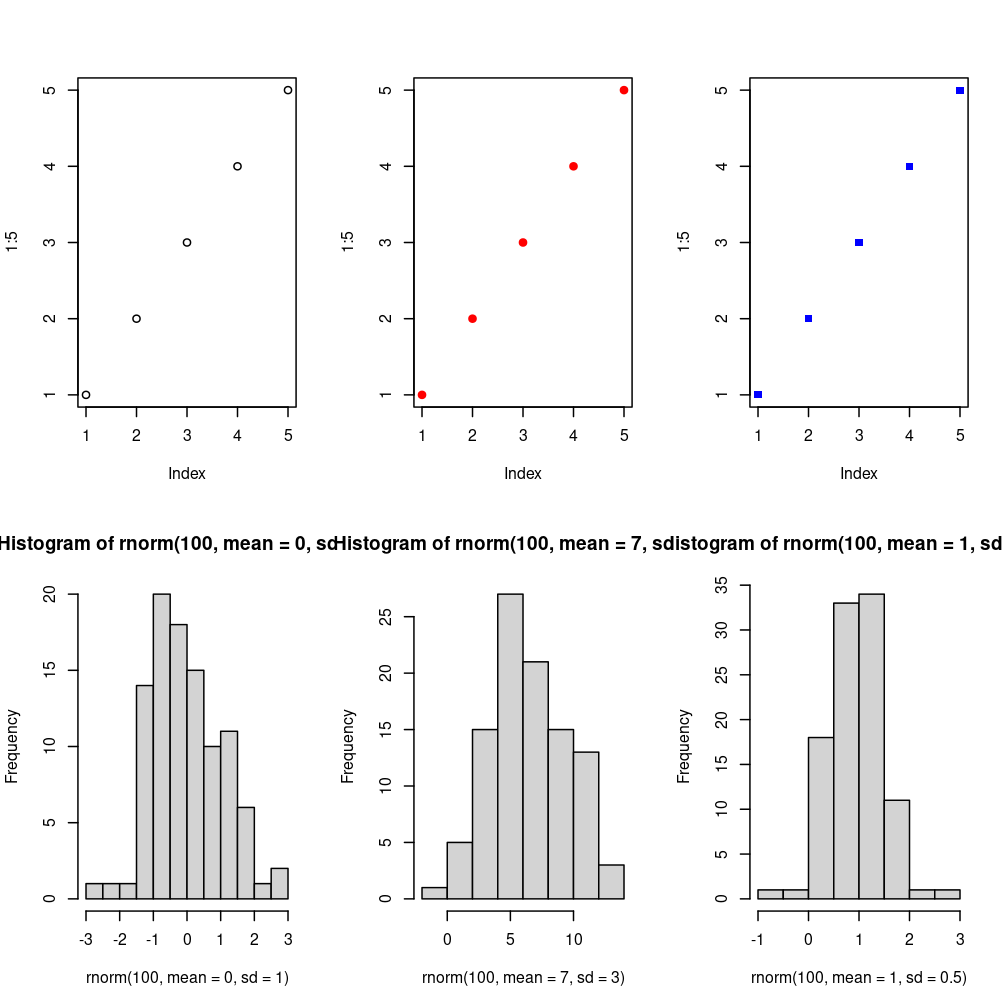 5
4
3
2
1
1:5
1 2 3 4 5
Index
5
4
3
2
1
1:5
1 2 3 4 5
Index
5
4
3
2
1
1:5
1 2 3 4 5
Index
Histogram of rnorm(100, mean = 0, sd
Histogram of rnorm(100, mean = 7, sd
istogram of rnorm(100, mean = 1, sd
20
15
10
5
0
Frequency
-3 -2 -1 0 1 2 3
rnorm(100, mean = 0, sd = 1)
25
20
15
10
5
0
Frequency
0 5 10
rnorm(100, mean = 7, sd = 3)
35
30
25
20
15
10
5
0
Frequency
-1 0 1 2 3
rnorm(100, mean = 1, sd = 0.5)